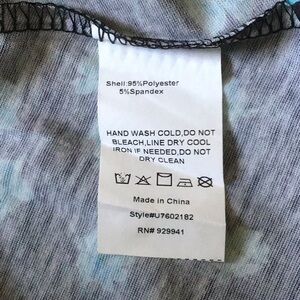 Shell:95%Polyester
5%Spandex
HAND WASH COLD,DO NOT
BLEACH,LINE DRY COOL
IRON IF NEEDED,DO NOT
DRY CLEAN
Made in China
Style#U7602182
RN# 929941